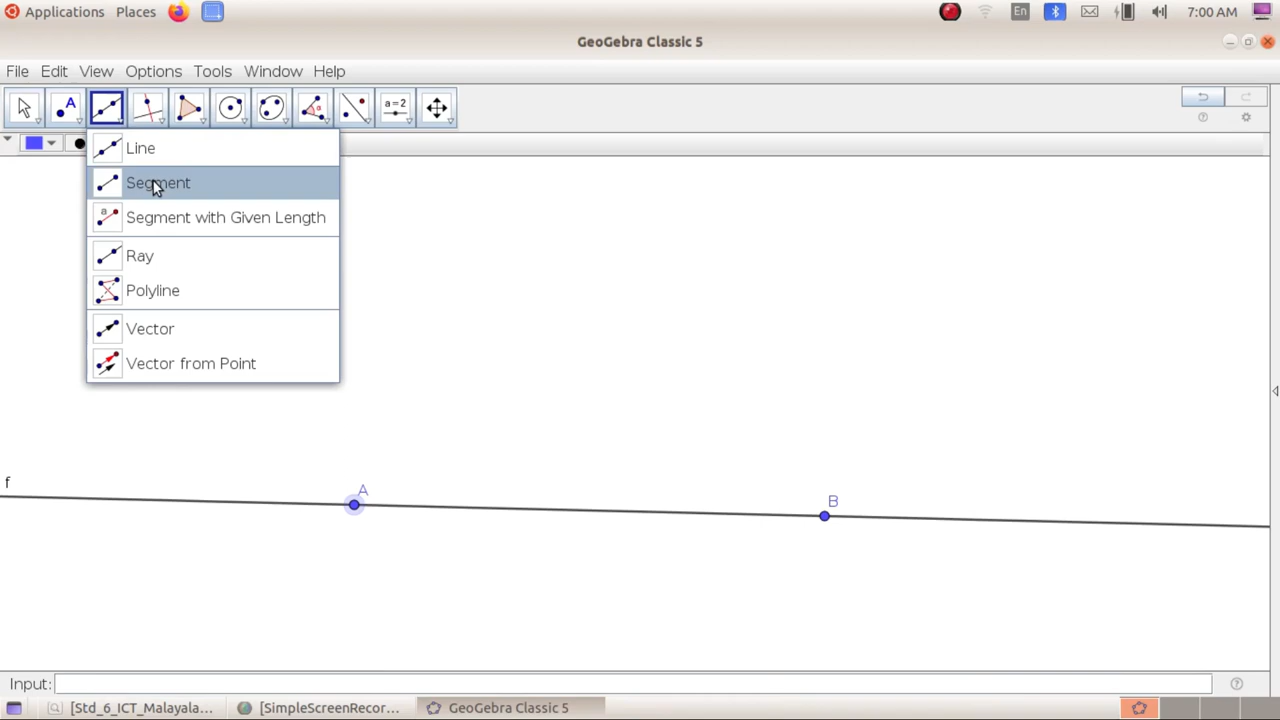 Applications Places En 7:00 AM
GeoGebra Classic 5
File Edit View Options Tools Window Help
A α a=2
Line
Segment
a Segment with Given Length
Ray
Polyline
Vector
Vector from Point
f
A
B
Input:
[Std_6_ICT_Malayala... [SimpleScreenRecor... GeoGebra Classic 5